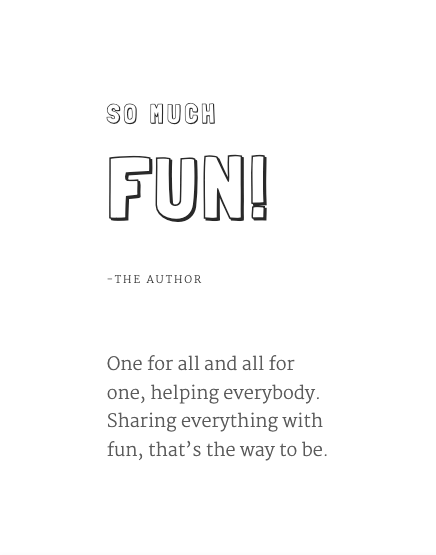 SO MUCH
FUN!
–THE AUTHOR
One for all and all for
one, helping everybody.
Sharing everything with
fun, that’s the way to be.